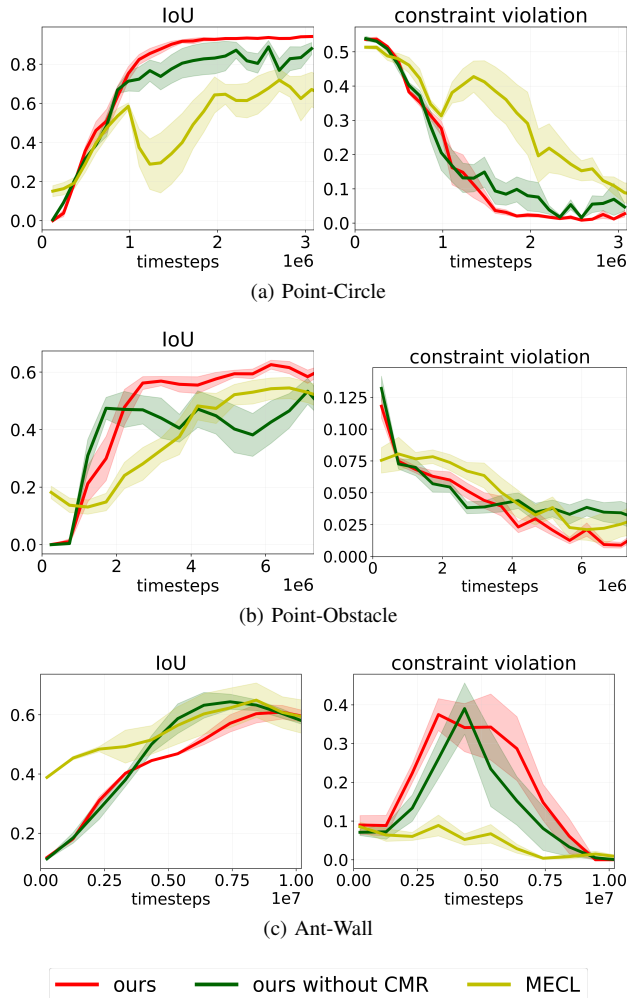 IoU
constraint violation
0.8
0.6
0.4
0.2
0.0
0 1 2 3
1e6
timesteps
0.5
0.4
0.3
0.2
0.1
0.0
0 1 2 3
1e6
timesteps
(a) Point-Circle
IoU
constraint violation
0.6
0.4
0.2
0.0
2 4 6
1e6
timesteps
0.125
0.100
0.075
0.050
0.025
0.000
0 2 4 6
1e6
timesteps
(b) Point-Obstacle
IoU
constraint violation
0.6
0.4
0.2
0.00 0.25 0.50 0.75 1.00
1e7
timesteps
0.4
0.3
0.2
0.1
0.0
0.00 0.25 0.50 0.75 1.00
1e7
timesteps
(c) Ant-Wall
ours ours without CMR MECL